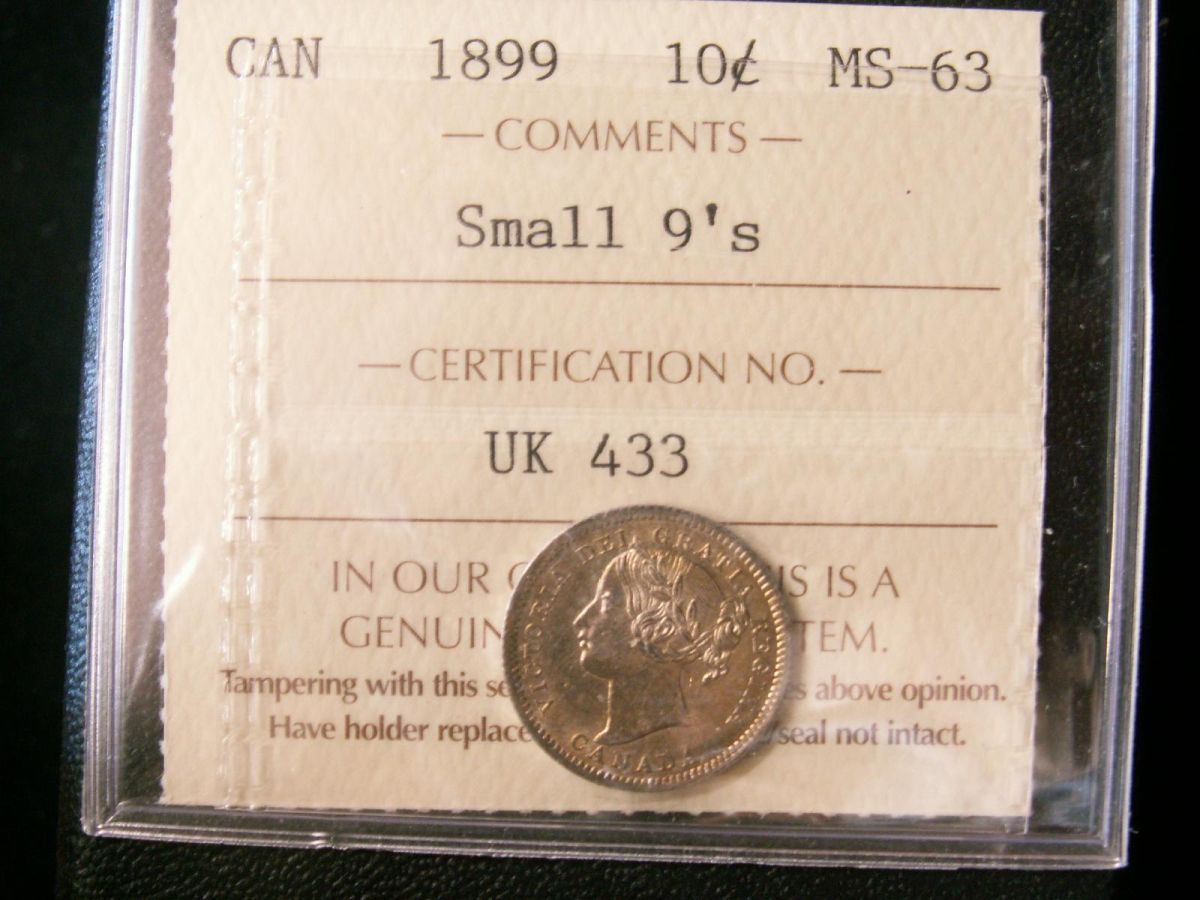 CAN 1899 10¢ MS-63
— COMMENTS —
Small 9's
— CERTIFICATION NO. —
UK 433
IN OUR IS A
GENUIN TEM.
Tampering with this se above opinion.
Have holder replace seal not intact.
VICTORIA DEI GRATIA REGINA
CANADA